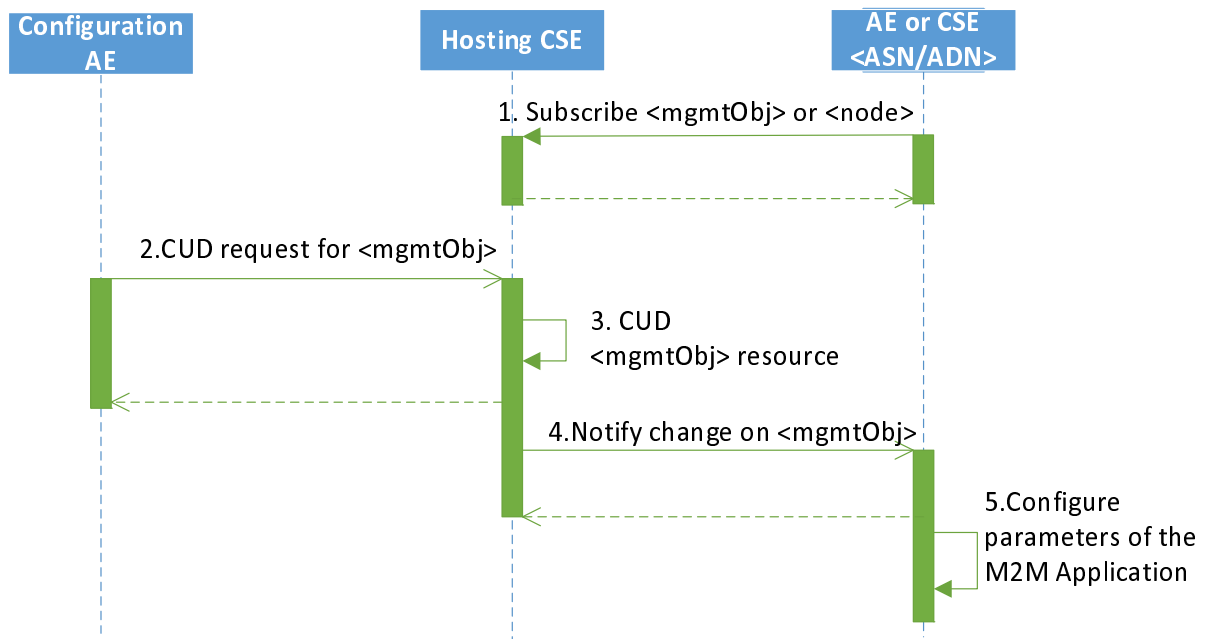 Configuration
AE
Hosting CSE
AE or CSE
<ASN/ADN>
1. Subscribe <mgmtObj> or <node>
2.CUD request for <mgmtObj>
3. CUD
<mgmtObj> resource
4.Notify change on <mgmtObj>
5.Configure
parameters of the
M2M Application